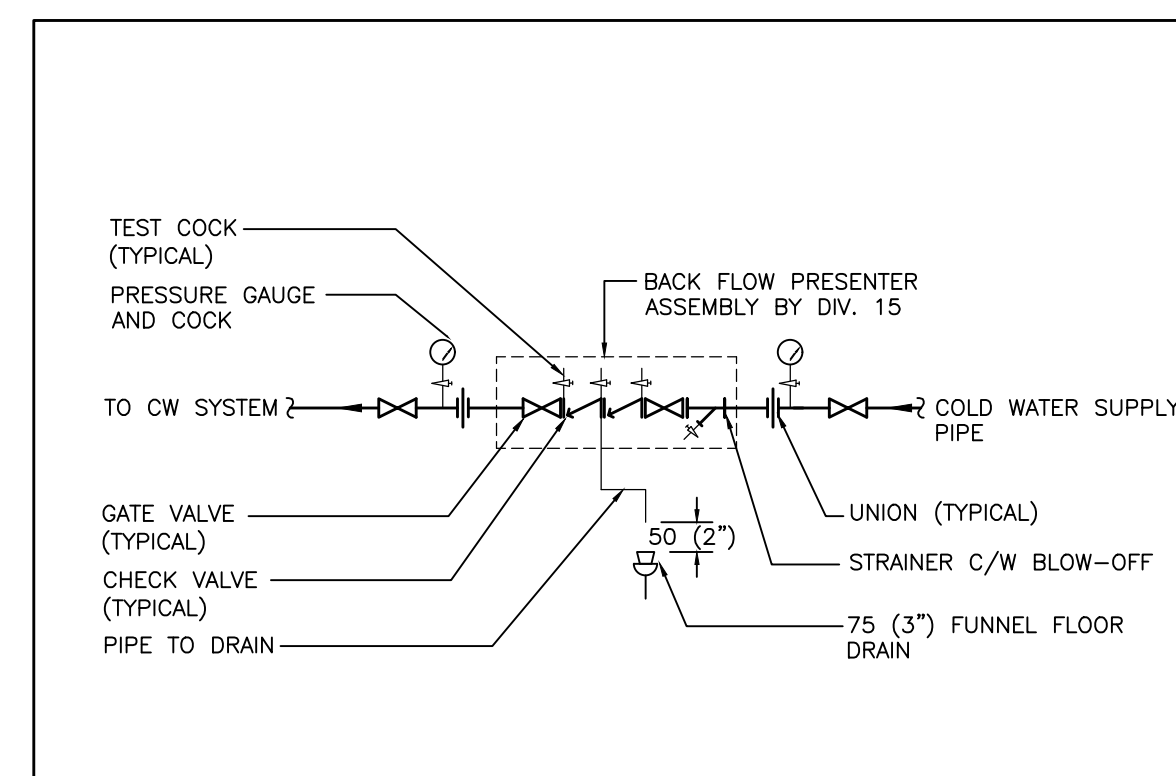 TEST COCK
(TYPICAL)
PRESSURE GAUGE
AND COCK
BACK FLOW PRESENTER
ASSEMBLY BY DIV. 15
TO CW SYSTEM
COLD WATER SUPPLY
PIPE
GATE VALVE
(TYPICAL)
CHECK VALVE
(TYPICAL)
PIPE TO DRAIN
50 (2")
UNION (TYPICAL)
STRAINER C/W BLOW-OFF
75 (3") FUNNEL FLOOR
DRAIN